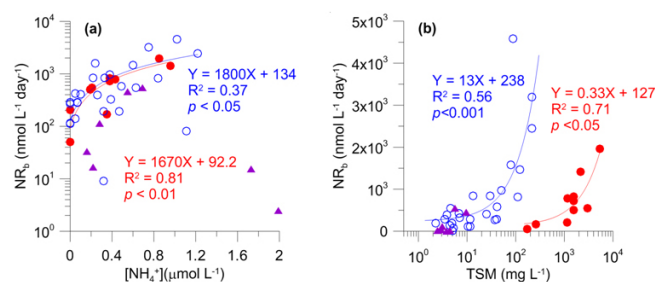 (a)
NRb (nmol L⁻¹ day⁻¹)
10⁴
10³
10²
10¹
10⁰
Y = 1800X + 134
R² = 0.37
p < 0.05
Y = 1670X + 92.2
R² = 0.81
p < 0.01
0 0.4 0.8 1.2 1.6 2
[NH₄⁺](μmol L⁻¹)
(b)
NRb (nmol L⁻¹ day⁻¹)
5x10³
4x10³
3x10³
2x10³
1x10³
0
Y = 13X + 238
R² = 0.56
p<0.001
Y = 0.33X + 127
R² = 0.71
p<0.05
10⁰ 10¹ 10² 10³ 10⁴
TSM (mg L⁻¹)